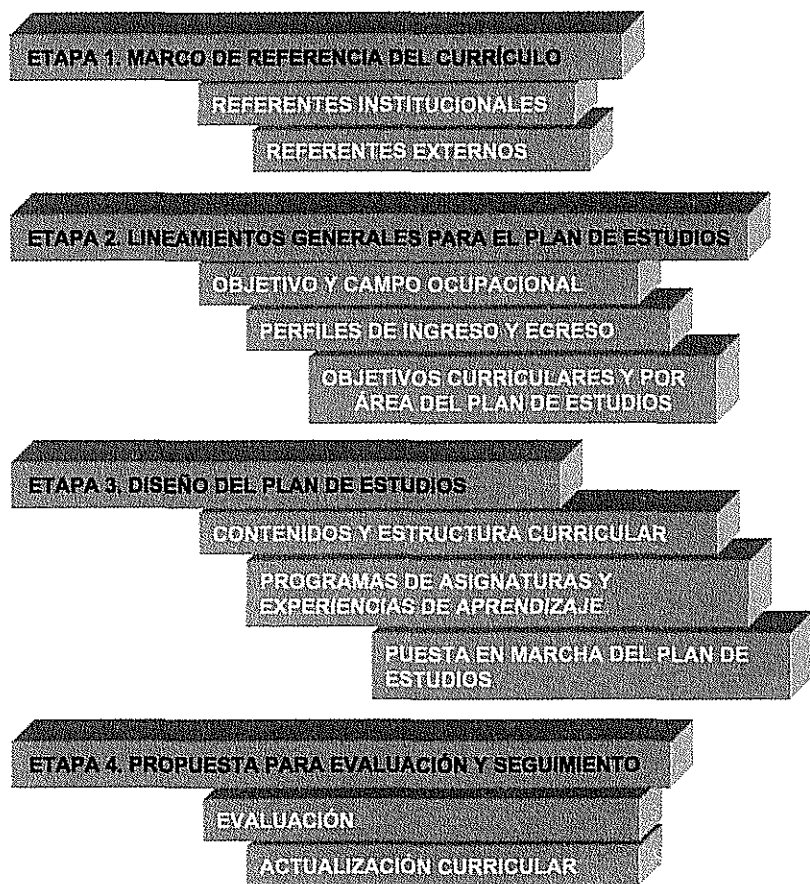 ETAPA 1. MARCO DE REFERENCIA DEL CURRÍCULO
REFERENTES INSTITUCIONALES
REFERENTES EXTERNOS
ETAPA 2. LINEAMIENTOS GENERALES PARA EL PLAN DE ESTUDIOS
OBJETIVO Y CAMPO OCUPACIONAL
PERFILES DE INGRESO Y EGRESO
OBJETIVOS CURRICULARES Y POR
ÁREA DEL PLAN DE ESTUDIOS
ETAPA 3. DISEÑO DEL PLAN DE ESTUDIOS
CONTENIDOS Y ESTRUCTURA CURRICULAR
PROGRAMAS DE ASIGNATURAS Y
EXPERIENCIAS DE APRENDIZAJE
PUESTA EN MARCHA DEL PLAN DE
ESTUDIOS
ETAPA 4. PROPUESTA PARA EVALUACIÓN Y SEGUIMIENTO
EVALUACIÓN
ACTUALIZACIÓN CURRICULAR